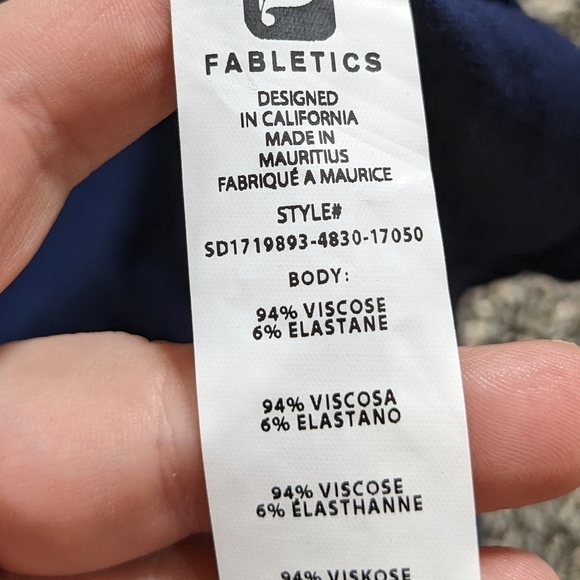 FABLETICS
DESIGNED
IN CALIFORNIA
MADE IN
MAURITIUS
FABRIQUÉ A MAURICE
STYLE#
SD1719893-4830-17050
BODY:
94% VISCOSE
6% ELASTANE
94% VISCOSA
6% ELASTANO
94% VISCOSE
6% ÉLASTHANNE
94% VISKOSE